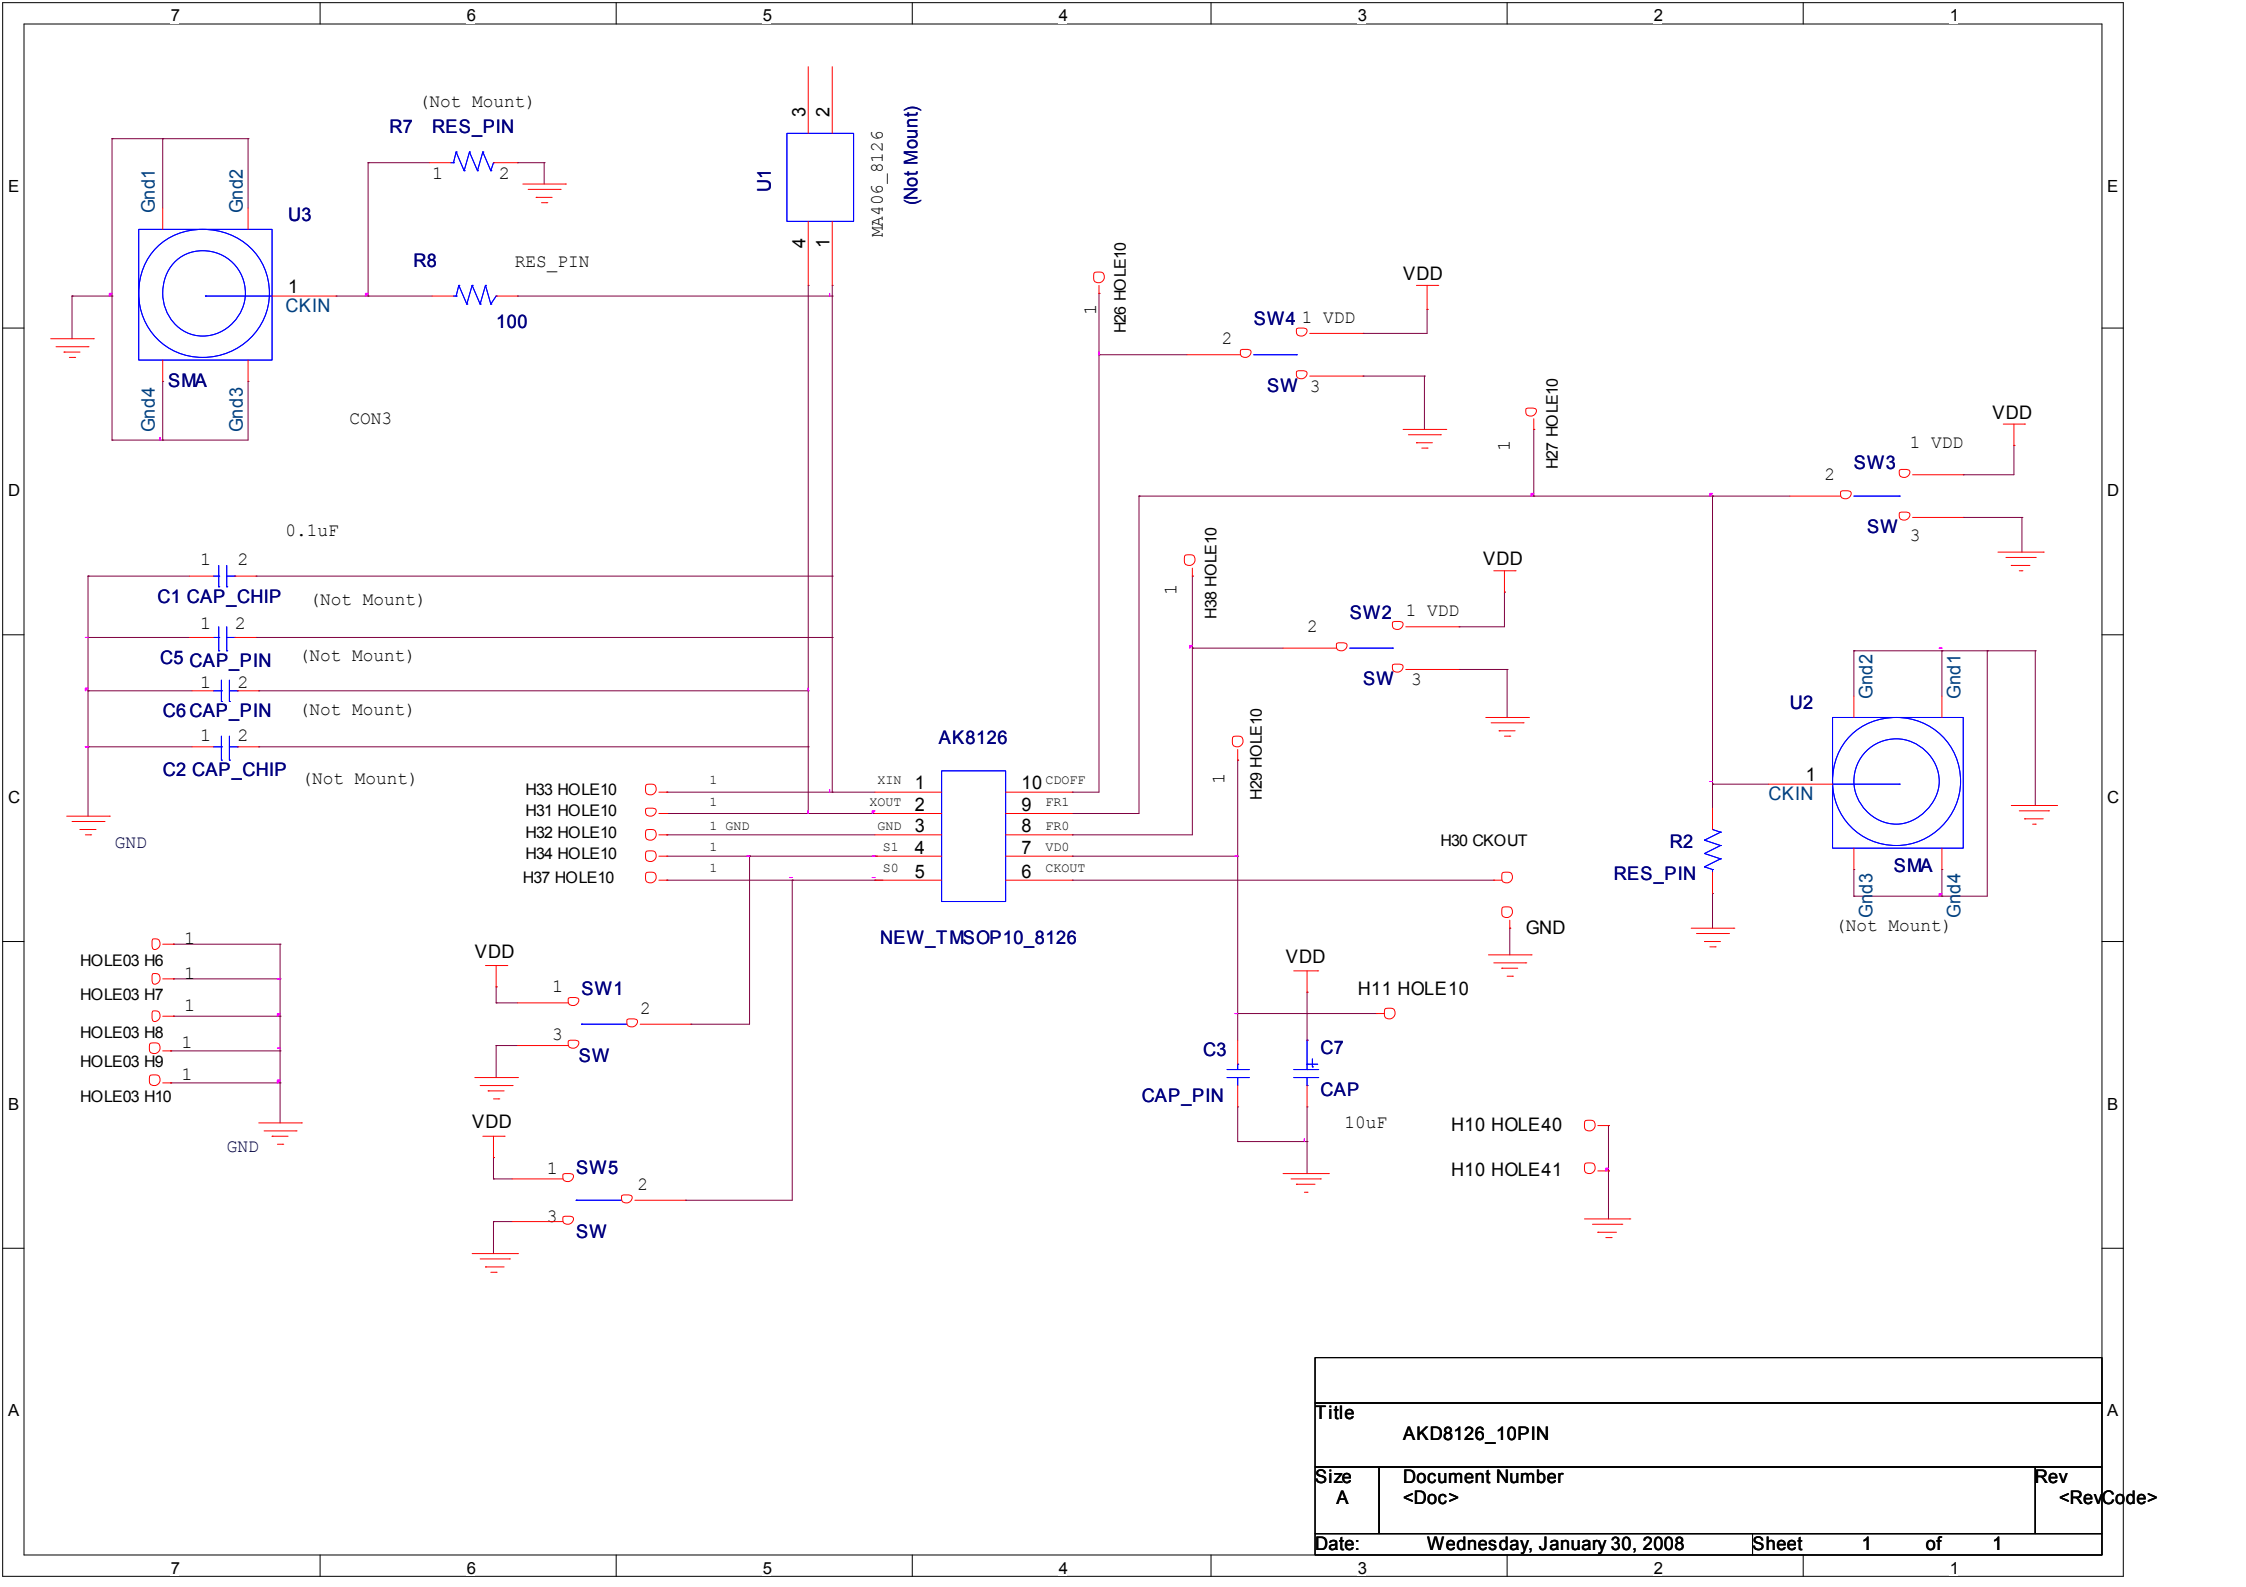 7 6 5 4 3 2 1
(Not Mount)
R7 RES_PIN
1 2
3 2
U1
MA406_8126
(Not Mount)
4 1
E E
Gnd1 Gnd2
U3
1
CKIN
R8 RES_PIN
100
SMA
Gnd4 Gnd3
CON3
1 H26 HOLE10
VDD
SW4 1 VDD
2
SW 3
1 H27 HOLE10
VDD
1 VDD
SW3
2
SW
3
D D
0.1uF
1 2
C1 CAP_CHIP (Not Mount)
1 2
C5 CAP_PIN (Not Mount)
1 2
C6 CAP_PIN (Not Mount)
1 2
C2 CAP_CHIP (Not Mount)
GND
1 H38 HOLE10
VDD
SW2 1 VDD
2
SW 3
1 H29 HOLE10
Gnd2 Gnd1
U2
1
CKIN
SMA
Gnd3 Gnd4
(Not Mount)
R2
RES_PIN
C C
AK8126
H33 HOLE10 1 XIN 1 10 CDOFF
H31 HOLE10 1 XOUT 2 9 FR1
H32 HOLE10 1 GND GND 3 8 FR0
H34 HOLE10 1 S1 4 7 VD0
H37 HOLE10 1 S0 5 6 CKOUT
NEW_TMSOP10_8126
H30 CKOUT
GND
1
HOLE03 H6
1
HOLE03 H7
1
HOLE03 H8
1
HOLE03 H9
1
HOLE03 H10
GND
VDD
1 SW1
2
3
SW
VDD
1 SW5
2
3
SW
VDD
H11 HOLE10
C3 C7
+
CAP_PIN CAP
10uF
H10 HOLE40
H10 HOLE41
B B
A A
Title
AKD8126_10PIN
Size Document Number Rev
A <Doc> <RevCode>
Date: Wednesday, January 30, 2008 Sheet 1 of 1
7 6 5 4 3 2 1